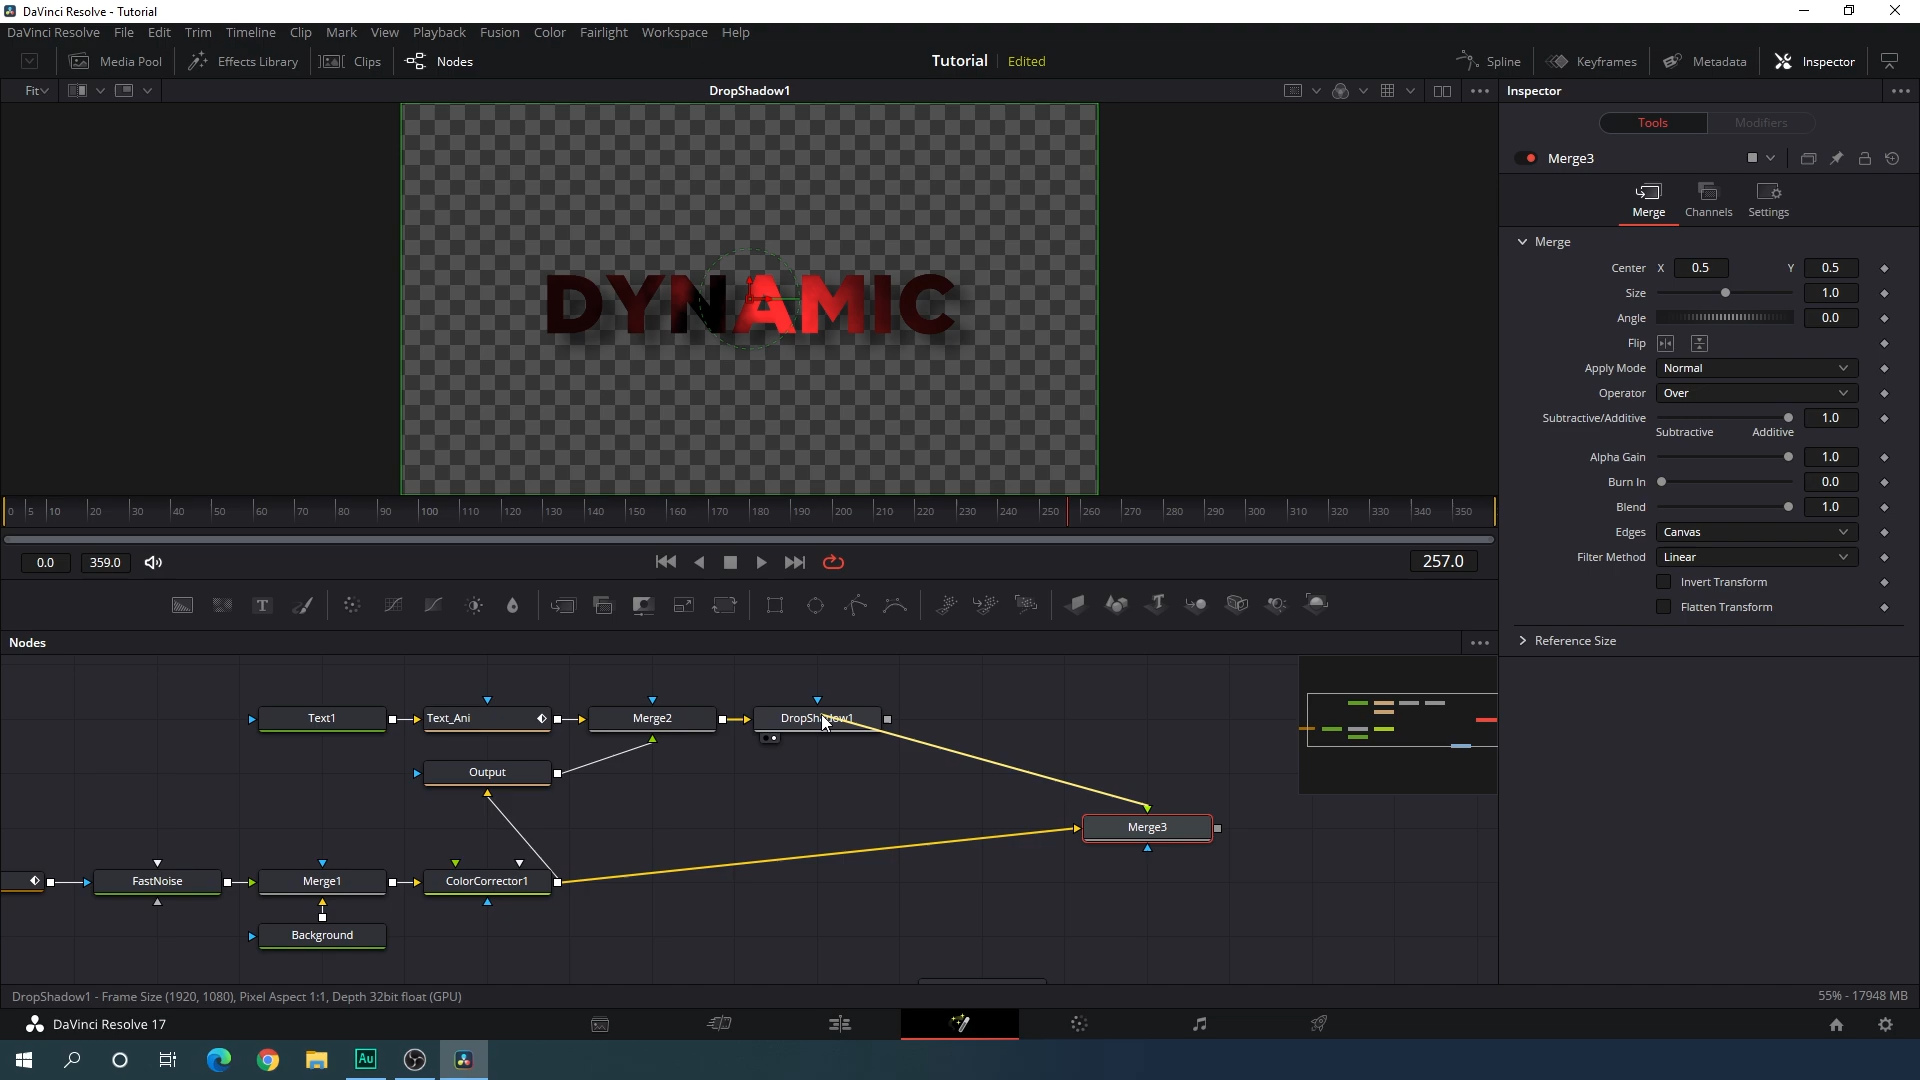 DaVinci Resolve - Tutorial
DaVinci Resolve File Edit Trim Timeline Clip Mark View Playback Fusion Color Fairlight Workspace Help
Media Pool Effects Library Clips Nodes Tutorial Edited Spline Keyframes Metadata Inspector
Fit DropShadow1 Inspector
Tools Modifiers
Merge3
Merge Channels Settings
Merge
Center X 0.5 Y 0.5
Size 1.0
Angle 0.0
Flip
Apply Mode Normal
Operator Over
Subtractive/Additive 1.0
Subtractive Additive
Alpha Gain 1.0
Burn In 0.0
Blend 1.0
Edges Canvas
Filter Method Linear
Invert Transform
Flatten Transform
Reference Size
DYNAMIC
0 5 10 20 30 40 50 60 70 80 90 100 110 120 130 140 150 160 170 180 190 200 210 220 230 240 250 260 270 280 290 300 310 320 330 340 350
0.0 359.0 257.0
Nodes
Text1 Text_Ani Merge2 DropShadow1
Output
Merge3
FastNoise Merge1 ColorCorrector1
Background
DropShadow1 - Frame Size (1920, 1080), Pixel Aspect 1:1, Depth 32bit float (GPU) 55% - 17948 MB
DaVinci Resolve 17
Au